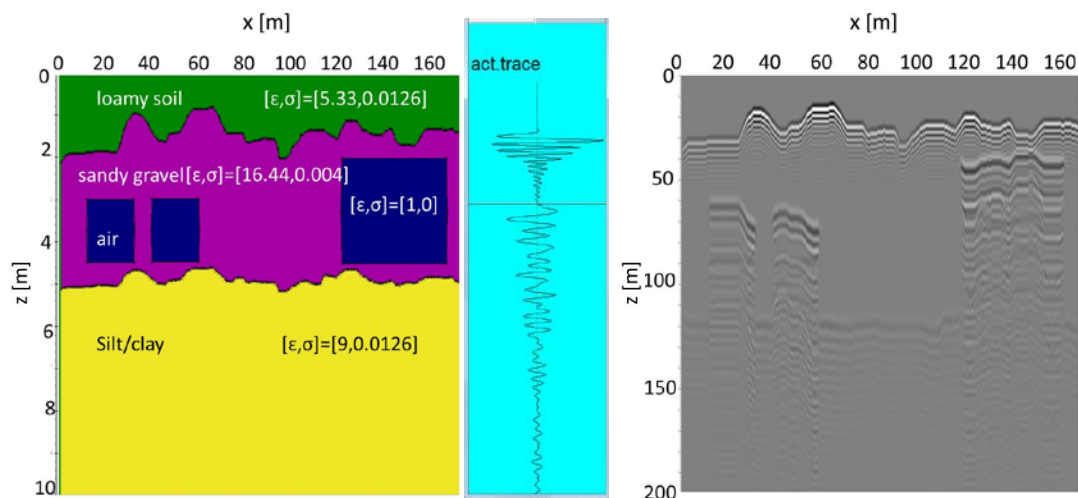 x [m]
0 20 40 60 80 100 120 140 160
0
2
4
6
8
10
z [m]
loamy soil
[ε,σ]=[5.33,0.0126]
sandy gravel[ε,σ]=[16.44,0.004]
[ε,σ]=[1,0]
air
Silt/clay
[ε,σ]=[9,0.0126]
act.trace
x [m]
0 20 40 60 80 100 120 140 160
0
50
100
150
200
z [m]